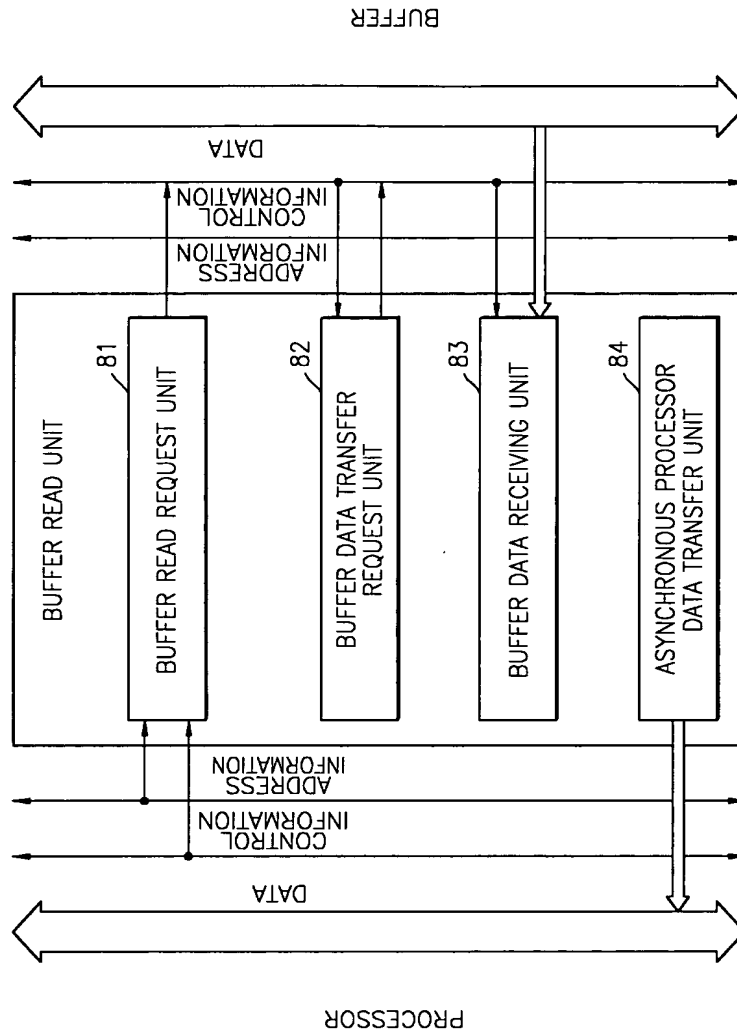 BUFFER
DATA
CONTROL
INFORMATION
ADDRESS
INFORMATION
BUFFER READ UNIT
81
BUFFER READ REQUEST UNIT
82
BUFFER DATA TRANSFER
REQUEST UNIT
83
BUFFER DATA RECEIVING UNIT
84
ASYNCHRONOUS PROCESSOR
DATA TRANSFER UNIT
ADDRESS
INFORMATION
CONTROL
INFORMATION
DATA
PROCESSOR